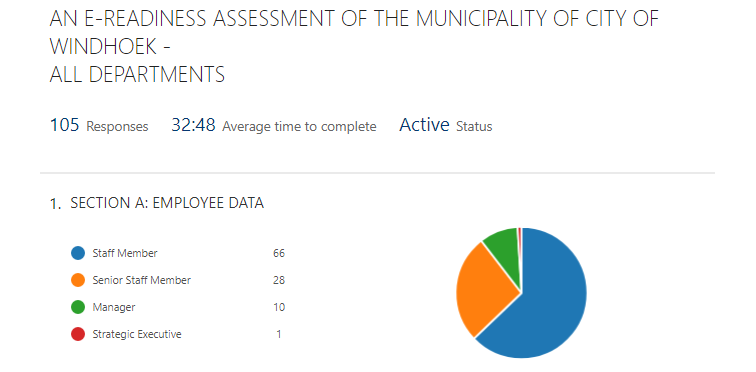 AN E-READINESS ASSESSMENT OF THE MUNICIPALITY OF CITY OF
WINDHOEK -
ALL DEPARTMENTS
105 Responses 32:48 Average time to complete Active Status
1. SECTION A: EMPLOYEE DATA
Staff Member 66
Senior Staff Member 28
Manager 10
Strategic Executive 1